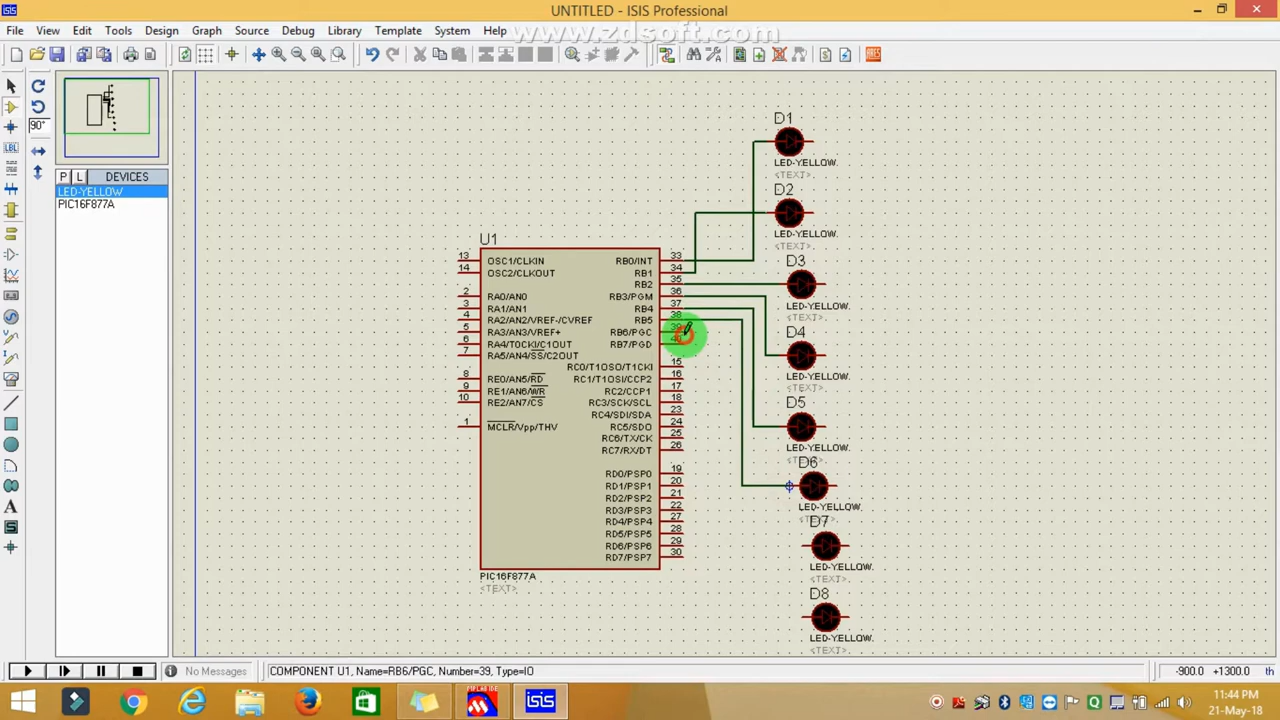 UNTITLED - ISIS Professional
File View Edit Tools Design Graph Source Debug Library Template System Help
www.zdsoft.com
90°
P L DEVICES
LED-YELLOW
PIC16F877A
LBL
ARES
D1
LED-YELLOW
<TEXT>
D2
LED-YELLOW
<TEXT>
D3
LED-YELLOW
<TEXT>
D4
LED-YELLOW
<TEXT>
D5
LED-YELLOW
<TEXT>
D6
LED-YELLOW
<TEXT>
D7
LED-YELLOW
<TEXT>
D8
LED-YELLOW
<TEXT>
U1
13 OSC1/CLKIN RB0/INT 33
14 OSC2/CLKOUT RB1 34
RB2 35
2 RA0/AN0 RB3/PGM 36
3 RA1/AN1 RB4 37
4 RA2/AN2/VREF-/CVREF RB5 38
5 RA3/AN3/VREF+ RB6/PGC 39
6 RA4/T0CKI/C1OUT RB7/PGD 40
7 RA5/AN4/SS/C2OUT
RC0/T1OSO/T1CKI 15
8 RE0/AN5/RD RC1/T1OSI/CCP2 16
9 RE1/AN6/WR RC2/CCP1 17
10 RE2/AN7/CS RC3/SCK/SCL 18
RC4/SDI/SDA 23
1 MCLR/Vpp/THV RC5/SDO 24
RC6/TX/CK 25
RC7/RX/DT 26
RD0/PSP0 19
RD1/PSP1 20
RD2/PSP2 21
RD3/PSP3 22
RD4/PSP4 27
RD5/PSP5 28
RD6/PSP6 29
RD7/PSP7 30
PIC16F877A
<TEXT>
No Messages COMPONENT U1, Name=RB6/PGC, Number=39, Type=IO -900.0 +1300.0 th
isis
11:44 PM
21-May-18